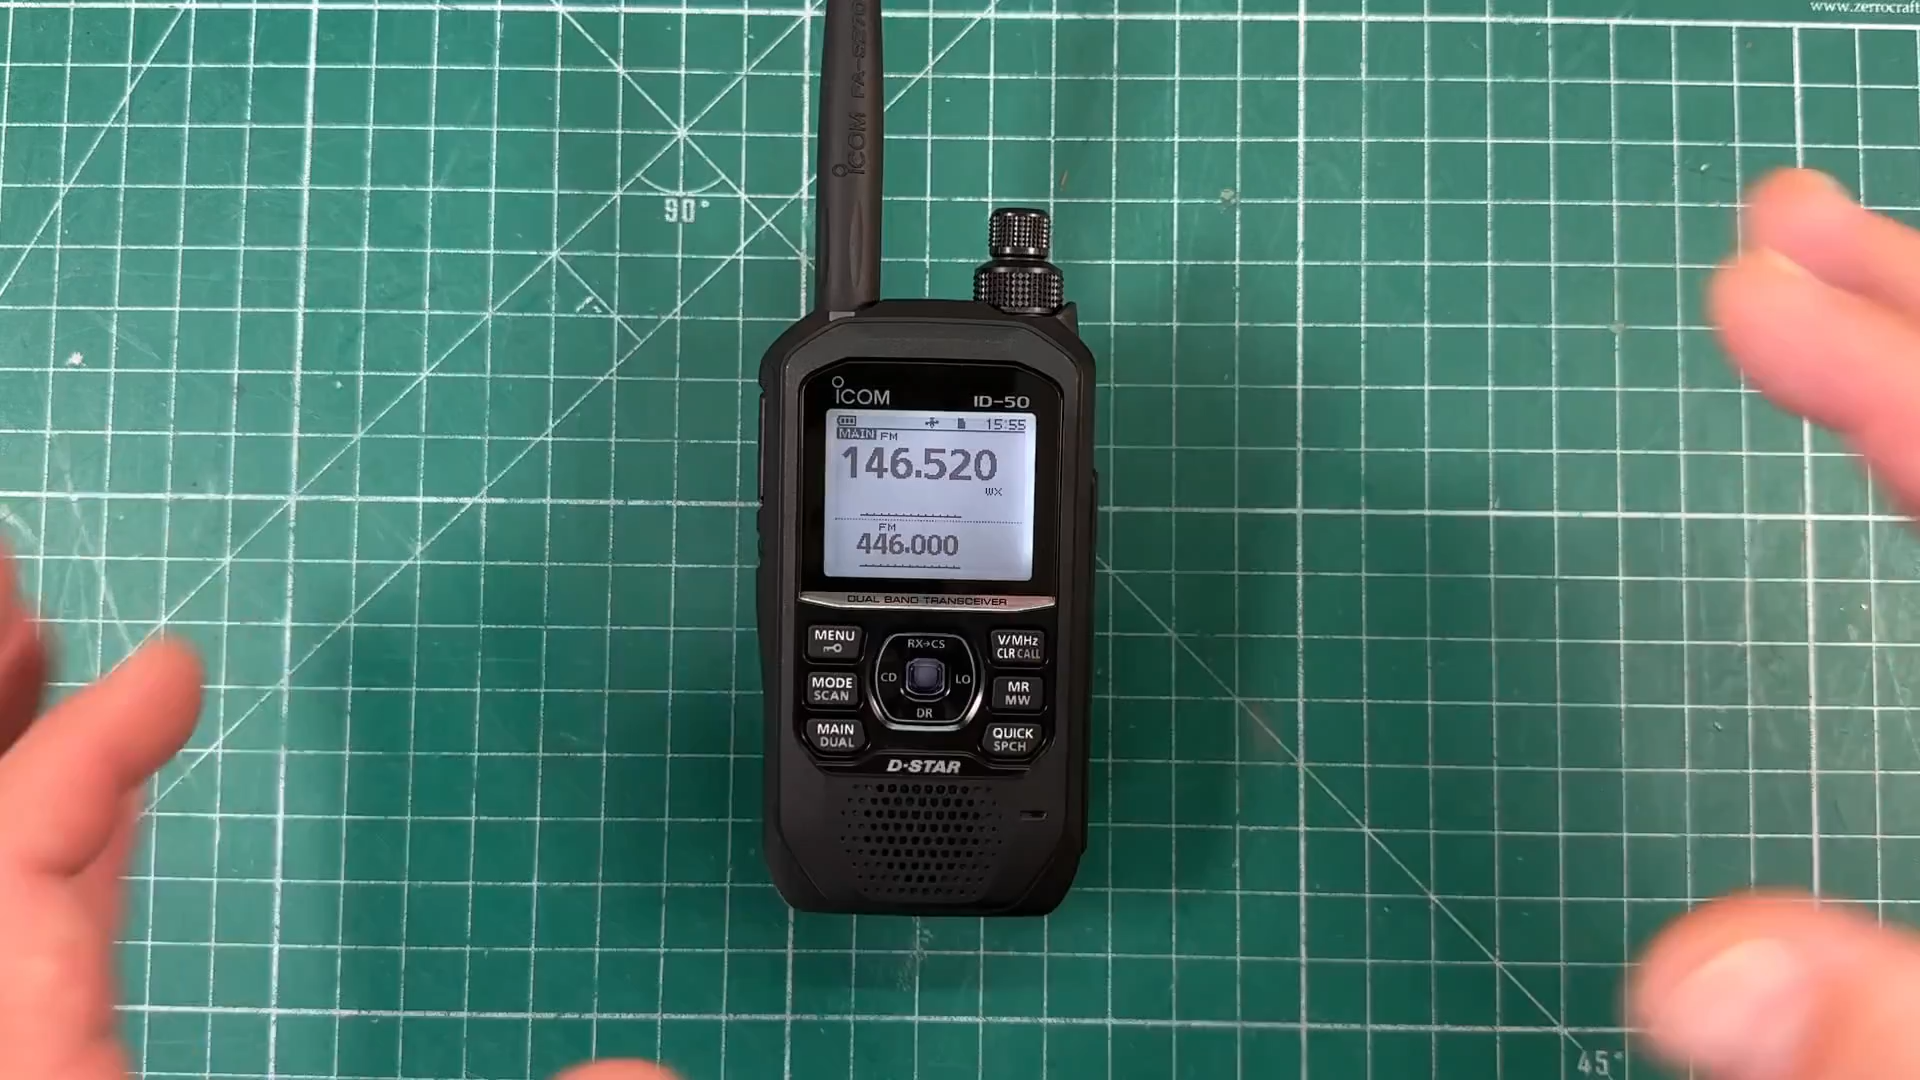 www.zerrocraft
ICOM FA-S270
90°
ICOM ID-50
15:55
MAIN FM
146.520
WX
FM
446.000
DUAL BAND TRANSCEIVER
MENU
RX→CS
V/MHz
CLR CALL
MODE
SCAN
CD
LO
MR
MW
DR
MAIN
DUAL
QUICK
SPCH
D-STAR
45°